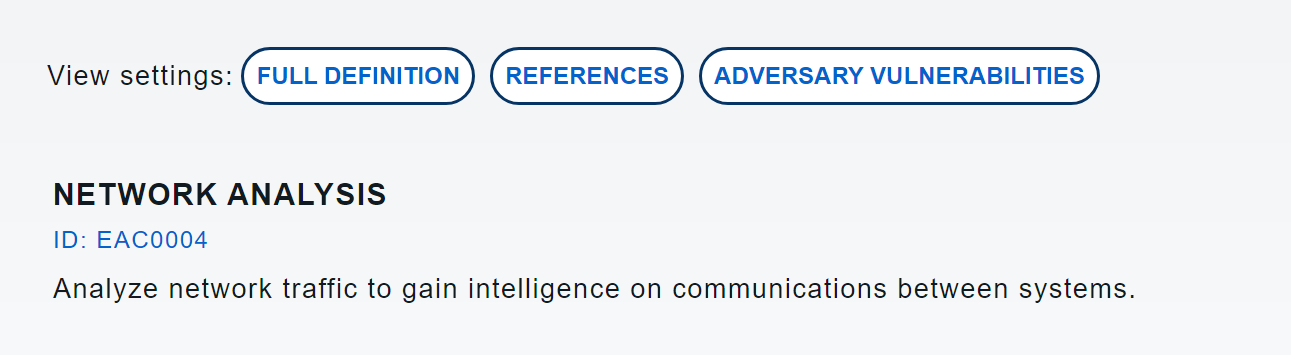 View settings: FULL DEFINITION REFERENCES ADVERSARY VULNERABILITIES
NETWORK ANALYSIS
ID: EAC0004
Analyze network traffic to gain intelligence on communications between systems.